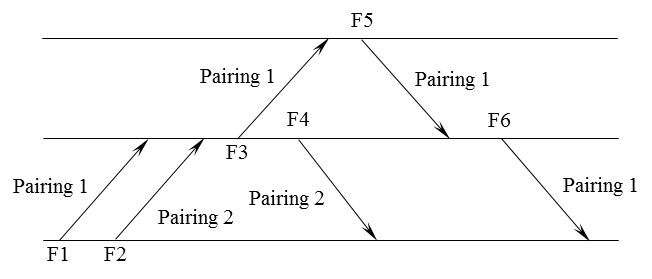 F5
Pairing 1
Pairing 1
F4
F6
F3
Pairing 1
Pairing 2
Pairing 2
Pairing 1
F1
F2